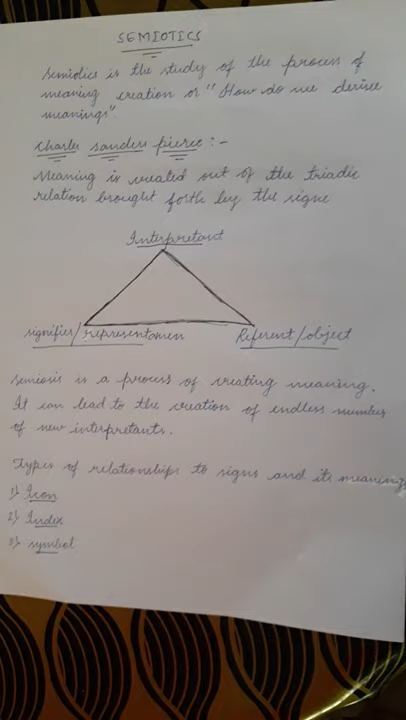 SEMIOTICS
Semiotics is the study of the process of
meaning creation or "How do we derive
meanings".
Charles sanders pierce :-
Meaning is created out of the triadic
relation brought forth by the signe
Interpretant
signifier/representamen Referent/object
semiosis is a process of creating meaning.
It can lead to the creation of endless number
of new interpretants.
Types of relationships to signs and its meaning
1) Icon
2) Index
3) symbol